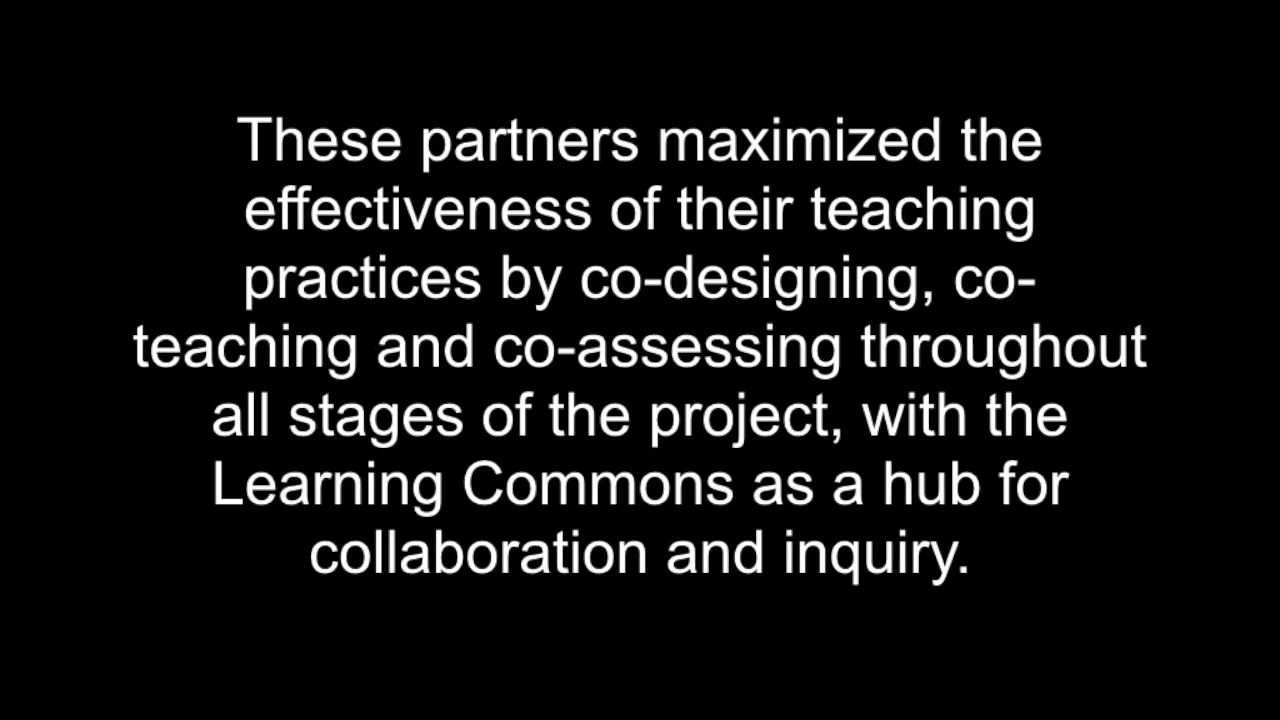 These partners maximized the
effectiveness of their teaching
practices by co-designing, co-
teaching and co-assessing throughout
all stages of the project, with the
Learning Commons as a hub for
collaboration and inquiry.